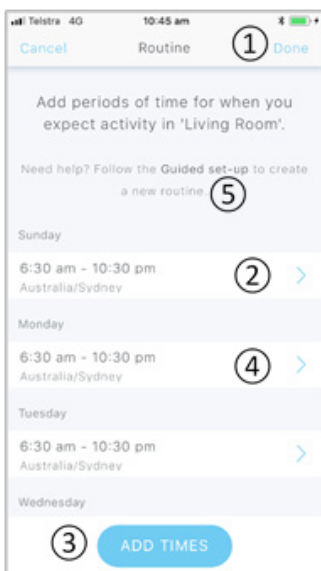 Telstra 4G 10:45 am
Cancel Routine ① Done
Add periods of time for when you
expect activity in 'Living Room'.
Need help? Follow the Guided set-up to create
a new routine. ⑤
Sunday
6:30 am - 10:30 pm ②
Australia/Sydney
Monday
6:30 am - 10:30 pm ④
Australia/Sydney
Tuesday
6:30 am - 10:30 pm
Australia/Sydney
Wednesday
③ ADD TIMES